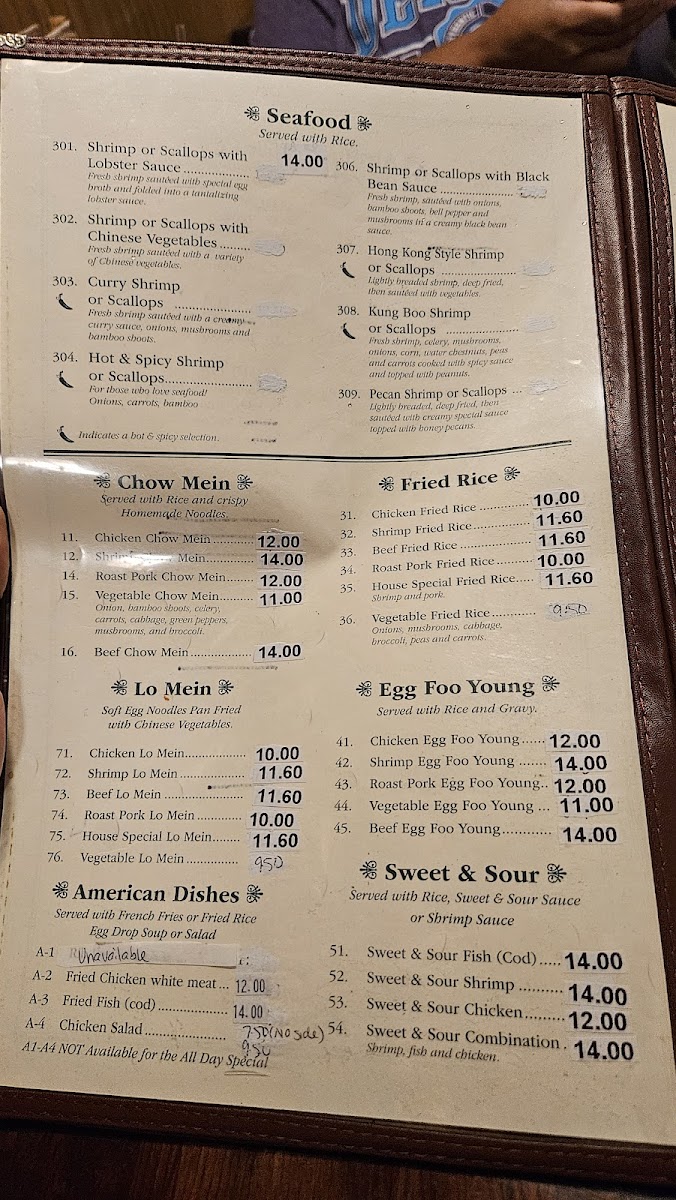 Seafood
Served with Rice.
301. Shrimp or Scallops with
Lobster Sauce ................ 14.00
Fresh shrimp sautéed with special egg
broth and folded into a tantalizing
lobster sauce.
302. Shrimp or Scallops with
Chinese Vegetables.........
Fresh shrimp sautéed with a variety
of Chinese vegetables.
303. Curry Shrimp
or Scallops ....................
Fresh shrimp sautéed with a creamy
curry sauce, onions, mushrooms and
bamboo shoots.
304. Hot & Spicy Shrimp
or Scallops.......................
For those who love seafood!
Onions, carrots, bamboo
Indicates a hot & spicy selection.
306. Shrimp or Scallops with Black
Bean Sauce ...................
Fresh shrimp, sautéed with onions,
bamboo shoots, bell pepper and
mushrooms in a creamy black bean
sauce.
307. Hong Kong Style Shrimp
or Scallops ....................
Lightly breaded shrimp, deep fried,
then sautéed with vegetables.
308. Kung Boo Shrimp
or Scallops ....................
Fresh shrimp, celery, mushrooms,
onions, corn, water chestnuts, peas
and carrots cooked with spicy sauce
and topped with peanuts.
309. Pecan Shrimp or Scallops ...
Lightly breaded, deep fried, then
sautéed with creamy special sauce
topped with honey pecans.
Chow Mein
Served with Rice and crispy
Homemade Noodles.
11. Chicken Chow Mein........... 12.00
12. Shrimp Chow Mein........... 14.00
14. Roast Pork Chow Mein........ 12.00
15. Vegetable Chow Mein......... 11.00
Onion, bamboo shoots, celery,
carrots, cabbage, green peppers,
mushrooms, and broccoli.
16. Beef Chow Mein ................. 14.00
Fried Rice
31. Chicken Fried Rice ............. 10.00
32. Shrimp Fried Rice............... 11.60
33. Beef Fried Rice ................... 11.60
34. Roast Pork Fried Rice.......... 10.00
35. House Special Fried Rice..... 11.60
Shrimp and pork.
36. Vegetable Fried Rice........... 950
Onions, mushrooms, cabbage,
broccoli, peas and carrots.
Lo Mein
Soft Egg Noodles Pan Fried
with Chinese Vegetables.
71. Chicken Lo Mein................ 10.00
72. Shrimp Lo Mein.................. 11.60
73. Beef Lo Mein ...................... 11.60
74. Roast Pork Lo Mein ............ 10.00
75. House Special Lo Mein....... 11.60
76. Vegetable Lo Mein .............. 950
Egg Foo Young
Served with Rice and Gravy.
41. Chicken Egg Foo Young...... 12.00
42. Shrimp Egg Foo Young ....... 14.00
43. Roast Pork Egg Foo Young.. 12.00
44. Vegetable Egg Foo Young ... 11.00
45. Beef Egg Foo Young............ 14.00
American Dishes
Served with French Fries or Fried Rice
Egg Drop Soup or Salad
A-1 Unavailable
A-2 Fried Chicken white meat ... 12.00
A-3 Fried Fish (cod)................... 14.00
A-4 Chicken Salad ..................... 750 (No side)
950
A1-A4 NOT Available for the All Day Special
Sweet & Sour
Served with Rice, Sweet & Sour Sauce
or Shrimp Sauce
51. Sweet & Sour Fish (Cod)..... 14.00
52. Sweet & Sour Shrimp .......... 14.00
53. Sweet & Sour Chicken......... 12.00
54. Sweet & Sour Combination . 14.00
Shrimp, fish and chicken.